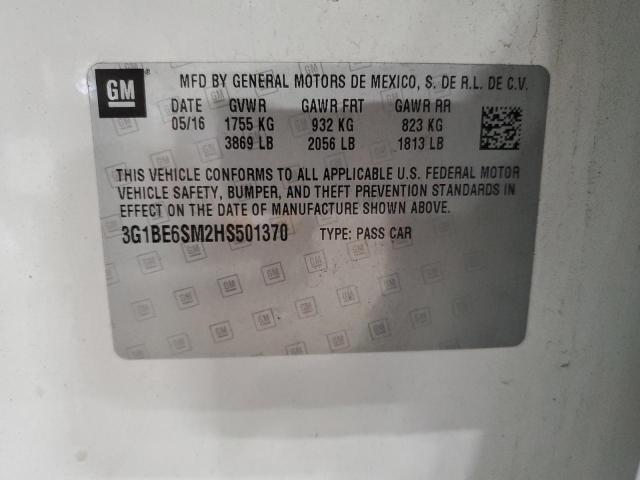 GM ® MFD BY GENERAL MOTORS DE MEXICO, S. DE R.L. DE C.V.
DATE GVWR GAWR FRT GAWR RR
05/16 1755 KG 932 KG 823 KG
3869 LB 2056 LB 1813 LB
THIS VEHICLE CONFORMS TO ALL APPLICABLE U.S. FEDERAL MOTOR
VEHICLE SAFETY, BUMPER, AND THEFT PREVENTION STANDARDS IN
EFFECT ON THE DATE OF MANUFACTURE SHOWN ABOVE.
3G1BE6SM2HS501370 TYPE: PASS CAR